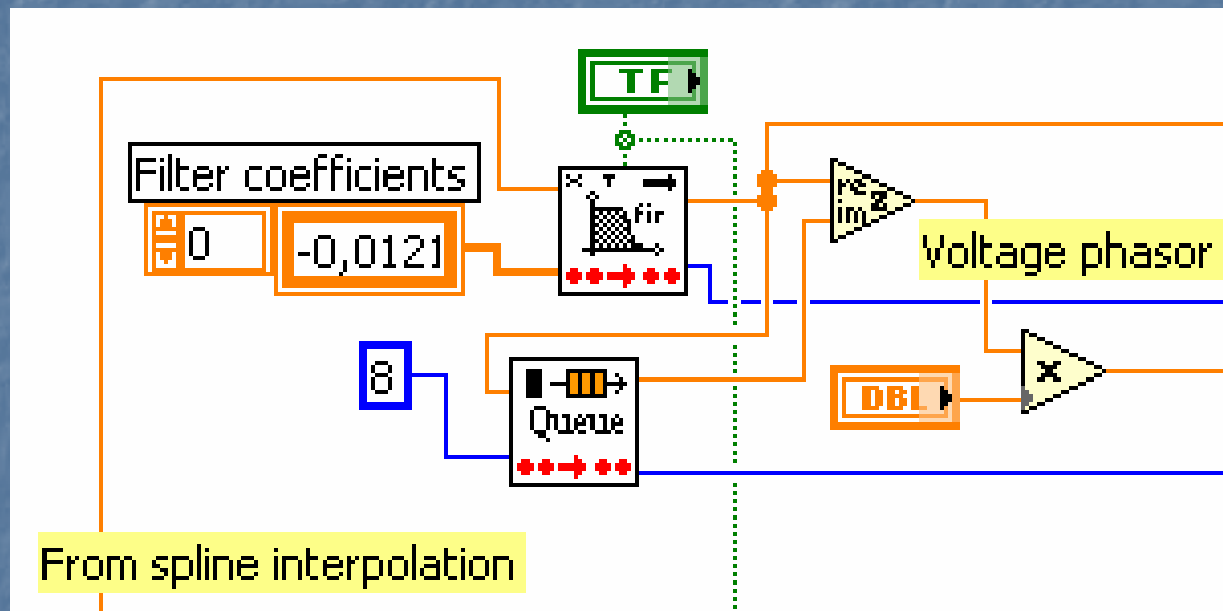 TF
Filter coefficients
0
-0,0121
x T
fir
re
im
z
Voltage phasor
8
Queue
DBL
x
From spline interpolation